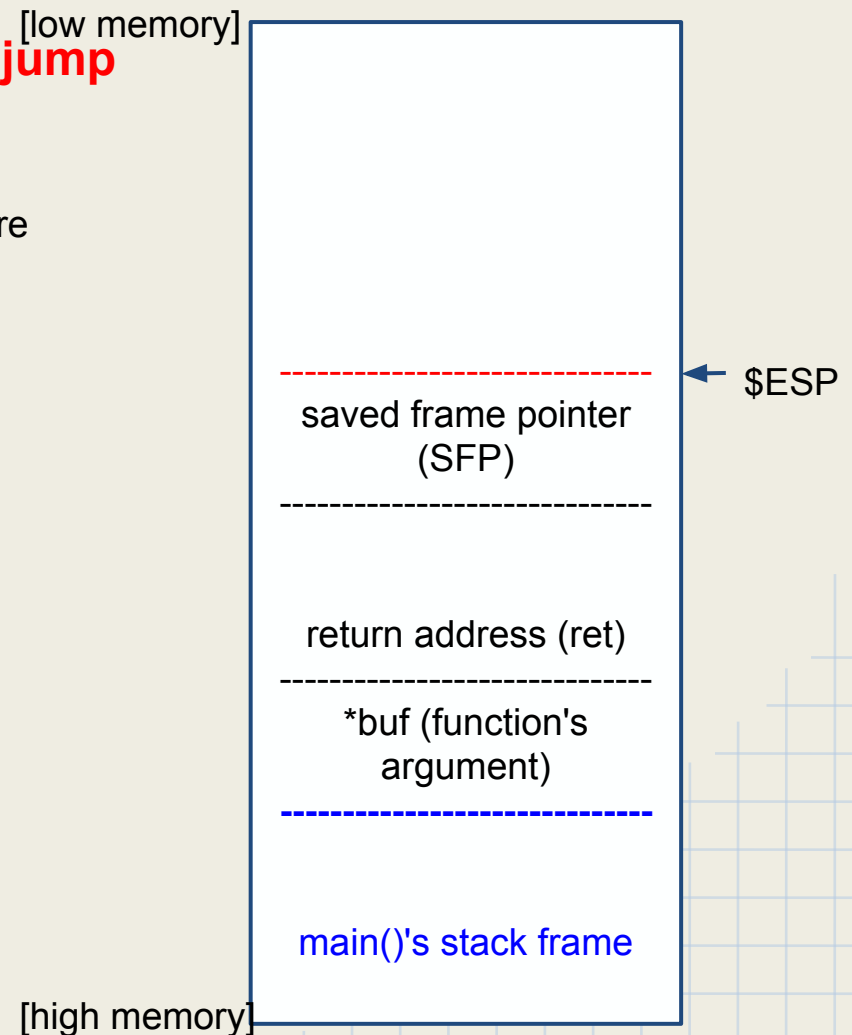 [low memory]
jump
re
------------------------------
$ESP
saved frame pointer
(SFP)
------------------------------
return address (ret)
------------------------------
*buf (function's
argument)
------------------------------
main()'s stack frame
[high memory]